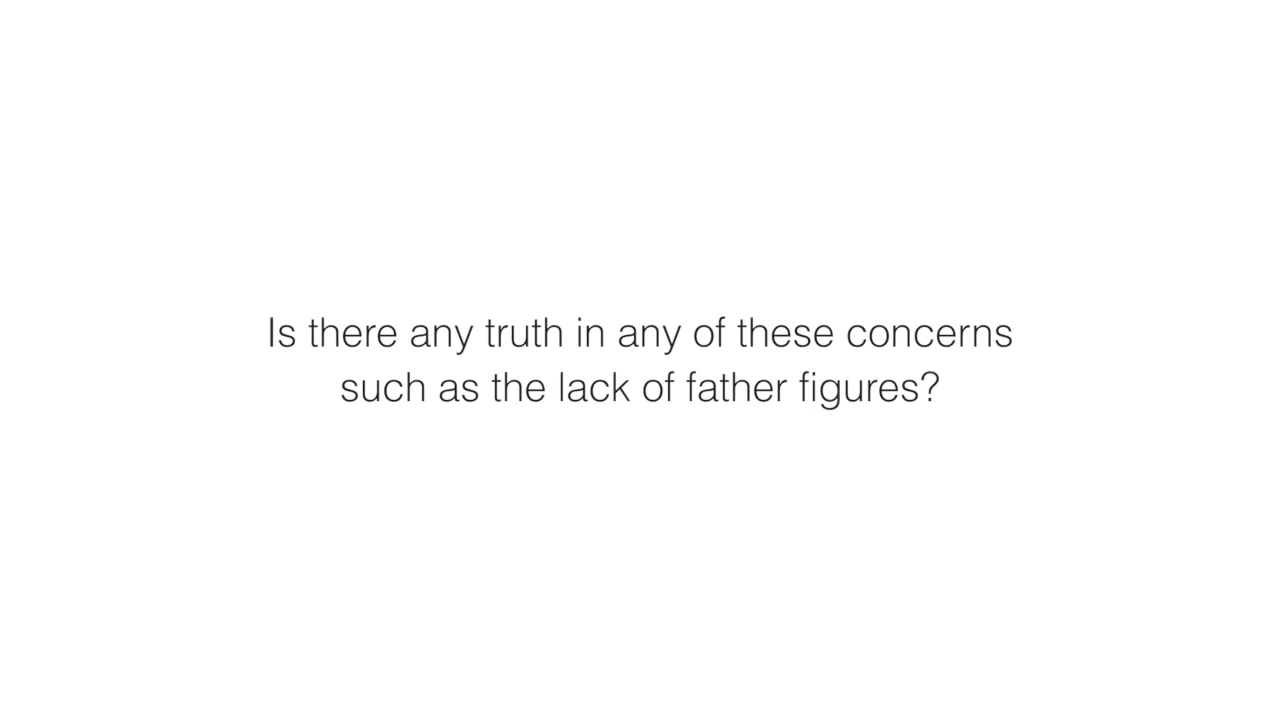 Is there any truth in any of these concerns
such as the lack of father figures?